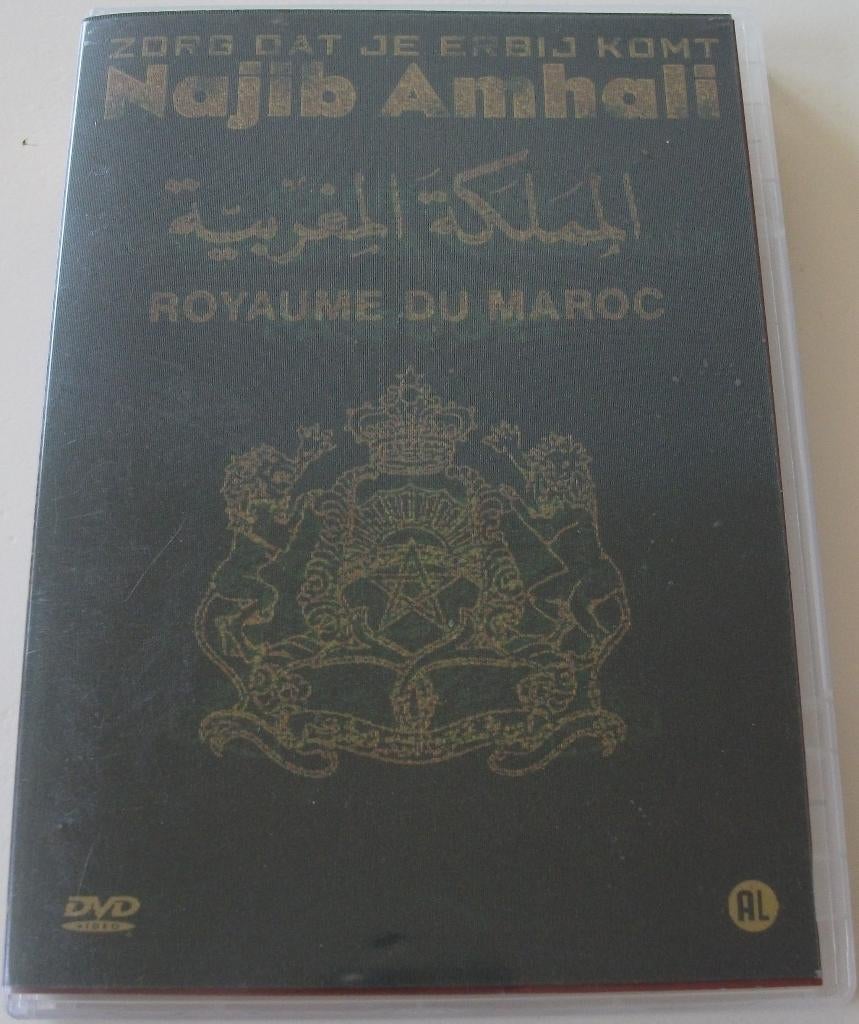 ZORG DAT JE ERBIJ KOMT
Najib Amhali
المملكة المغربية
ROYAUME DU MAROC
DVD
VIDEO
AL